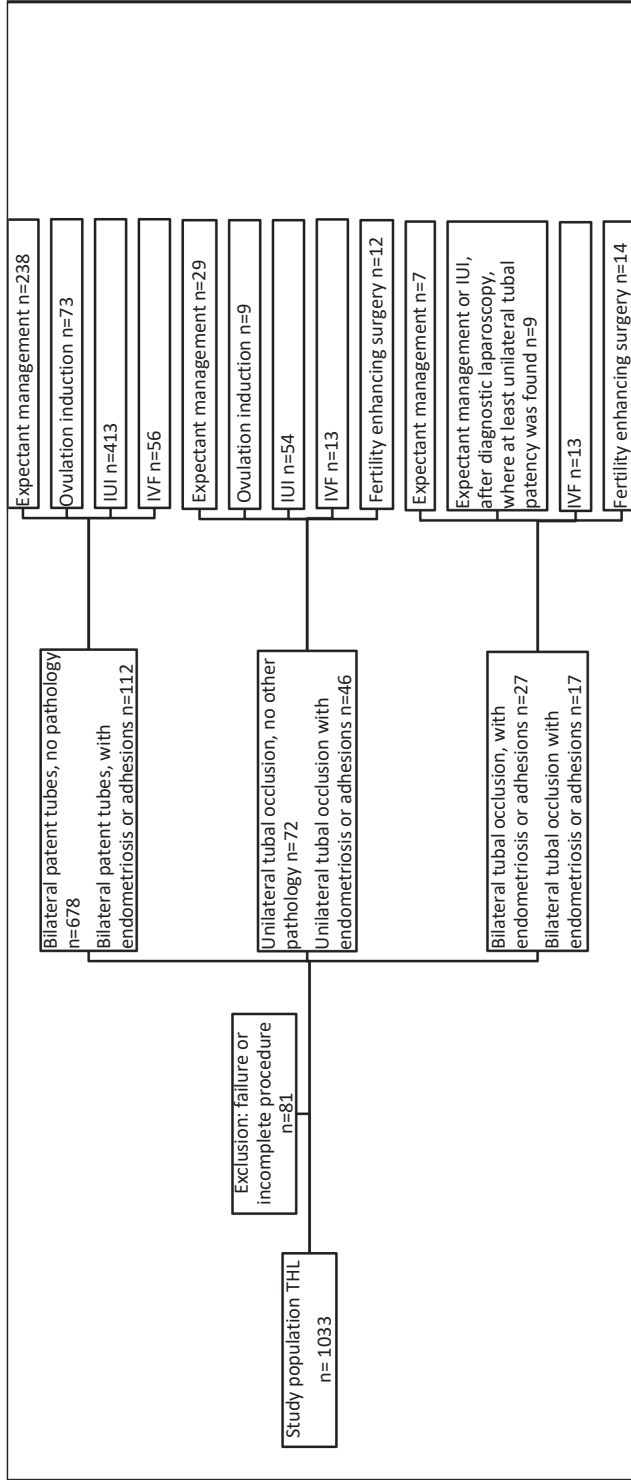 Study population THL
n= 1033
Exclusion: failure or
incomplete procedure
n=81
Bilateral patent tubes, no pathology
n=678
Bilateral patent tubes, with
endometriosis or adhesions n=112
Unilateral tubal occlusion, no other
pathology n=72
Unilateral tubal occlusion with
endometriosis or adhesions n=46
Bilateral tubal occlusion, with
endometriosis or adhesions n=27
Bilateral tubal occlusion with
endometriosis or adhesions n=17
Expectant management n=238
Ovulation induction n=73
IUI n=413
IVF n=56
Expectant management n=29
Ovulation induction n=9
IUI n=54
IVF n=13
Fertility enhancing surgery n=12
Expectant management n=7
Expectant management or IUI,
after diagnostic laparoscopy,
where at least unilateral tubal
patency was found n=9
IVF n=13
Fertility enhancing surgery n=14